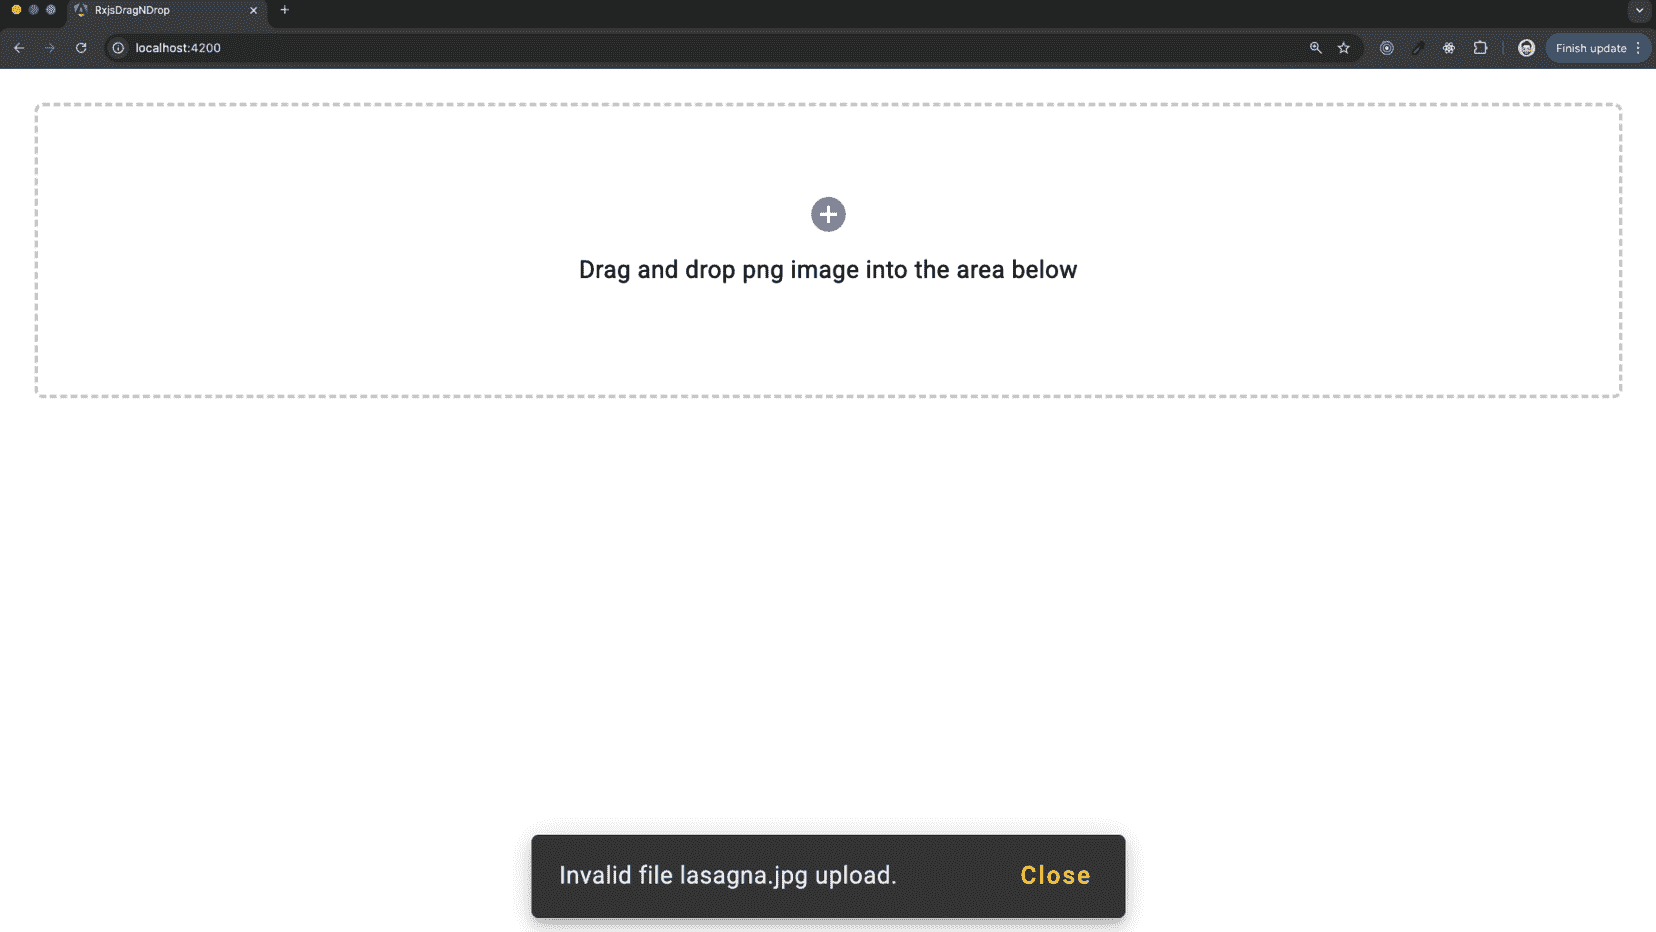 RxjsDragNDrop
localhost:4200
Finish update
Drag and drop png image into the area below
Invalid file lasagna.jpg upload.
Close